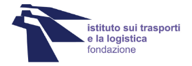 istituto sui trasporti
e la logistica
fondazione